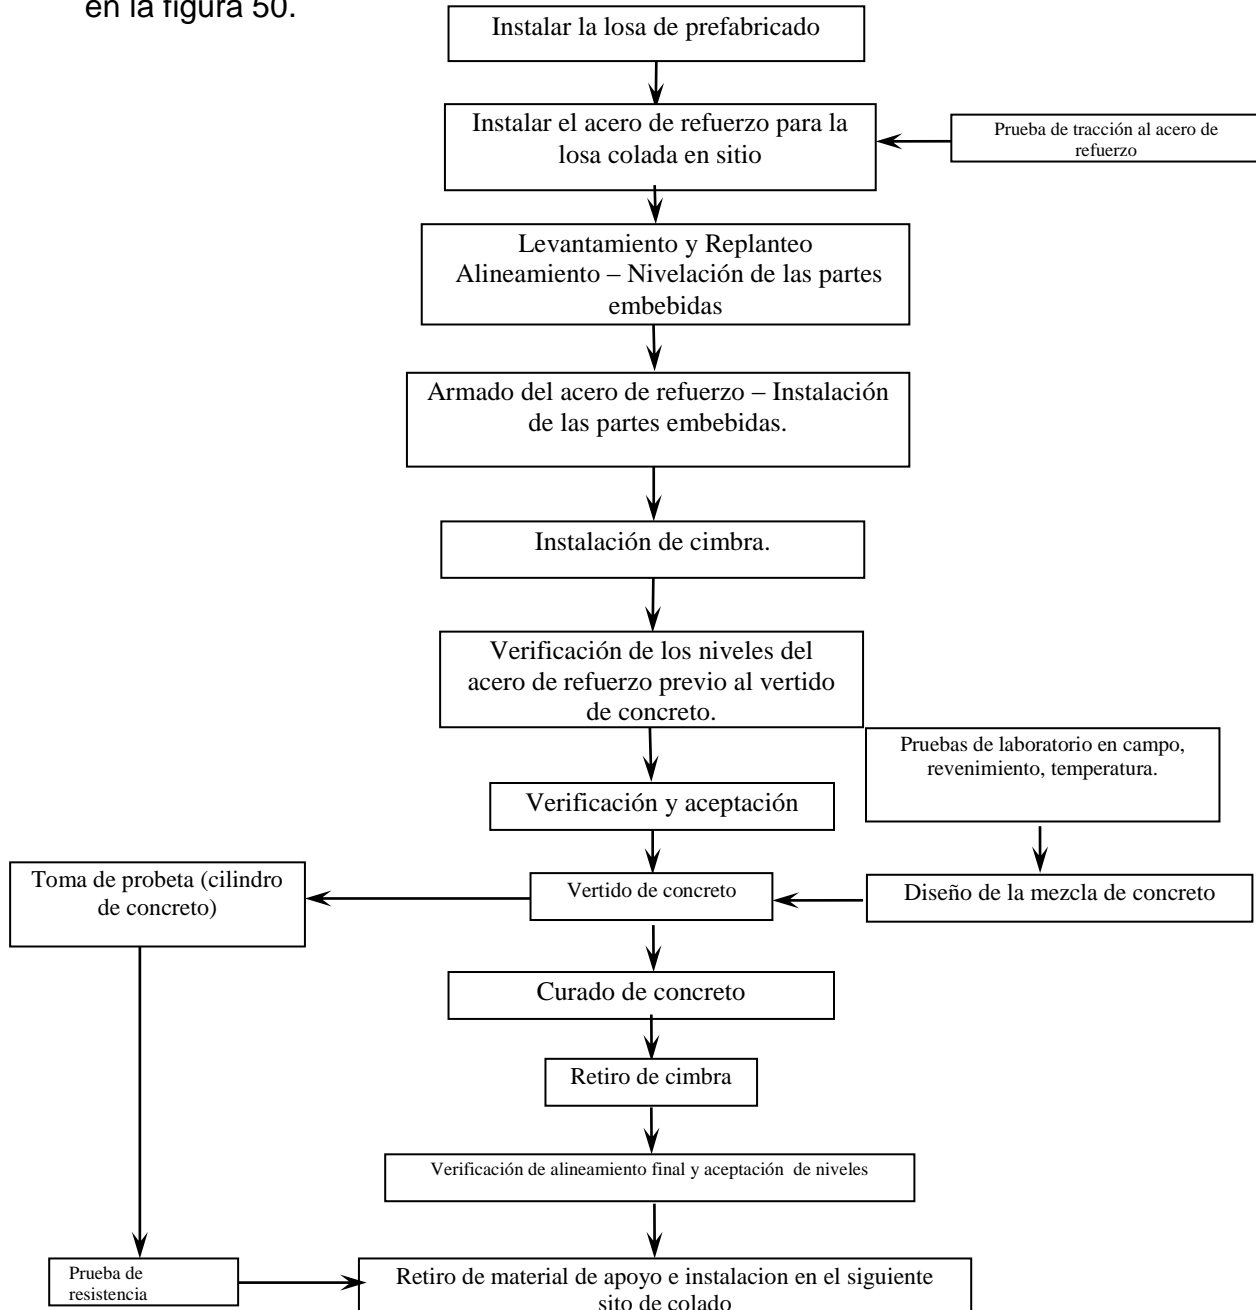 en la figura 50.
Instalar la losa de prefabricado
Instalar el acero de refuerzo para la
losa colada en sitio
Prueba de tracción al acero de
refuerzo
Levantamiento y Replanteo
Alineamiento – Nivelación de las partes
embebidas
Armado del acero de refuerzo – Instalación
de las partes embebidas.
Instalación de cimbra.
Verificación de los niveles del
acero de refuerzo previo al vertido
de concreto.
Pruebas de laboratorio en campo,
revenimiento, temperatura.
Verificación y aceptación
Toma de probeta (cilindro
de concreto)
Vertido de concreto
Diseño de la mezcla de concreto
Curado de concreto
Retiro de cimbra
Verificación de alineamiento final y aceptación de niveles
Prueba de
resistencia
Retiro de material de apoyo e instalacion en el siguiente
sito de colado